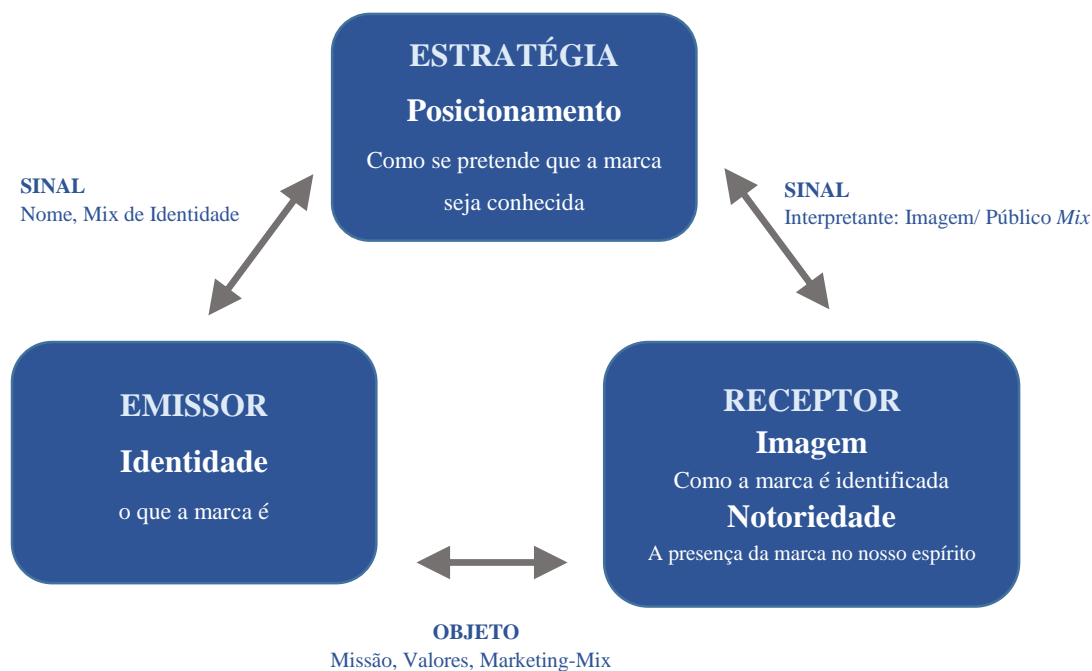 ESTRATÉGIA
Posicionamento
Como se pretende que a marca
seja conhecida
SINAL
Nome, Mix de Identidade
SINAL
Interpretante: Imagem/ Público Mix
EMISSOR
Identidade
o que a marca é
RECEPTOR
Imagem
Como a marca é identificada
Notoriedade
A presença da marca no nosso espírito
OBJETO
Missão, Valores, Marketing-Mix